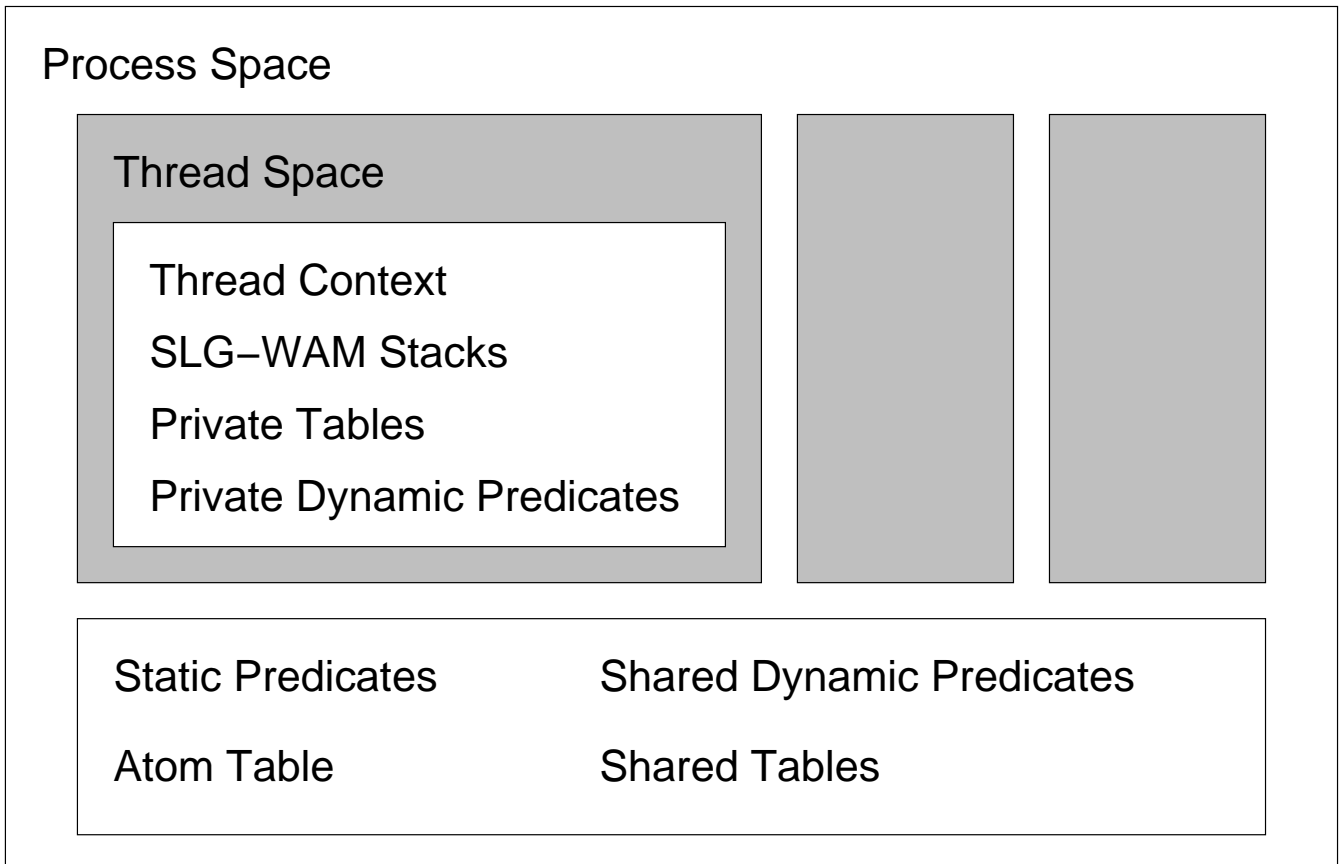 Process Space
Thread Space
Thread Context
SLG−WAM Stacks
Private Tables
Private Dynamic Predicates
Static Predicates
Shared Dynamic Predicates
Atom Table
Shared Tables